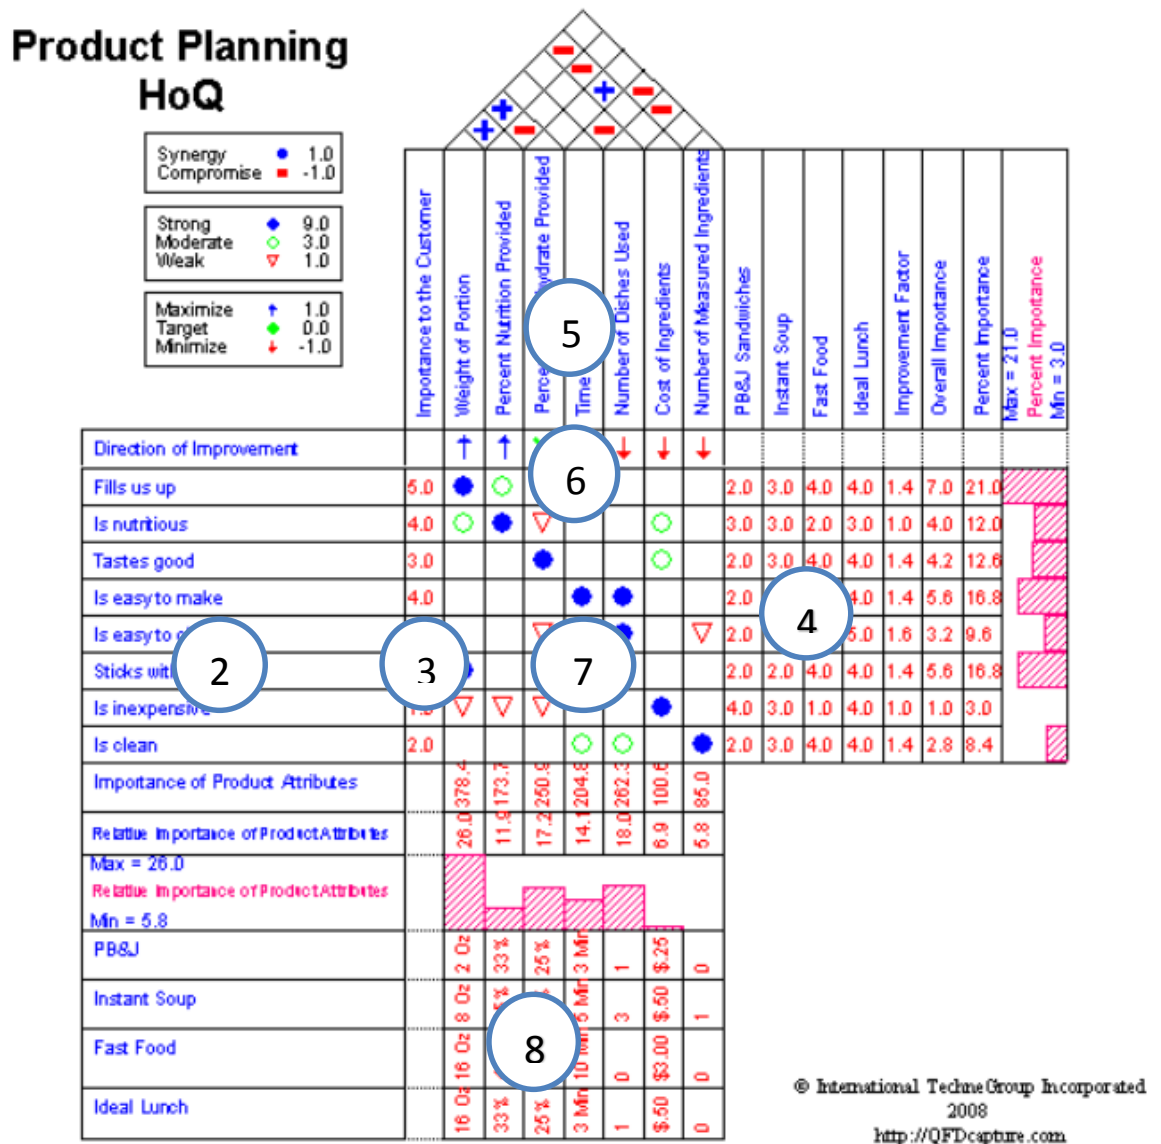 Product Planning
HoQ
Synergy 1.0
Compromise -1.0
Strong 9.0
Moderate 3.0
Weak 1.0
Maximize 1.0
Target 0.0
Minimize -1.0
Importance to the Customer
Weight of Portion
Percent Nutrition Provided
hydrate Provided
Time
Number of Dishes Used
Cost of Ingredients
Number of Measured Ingredients
PB&J Sandwiches
Instant Soup
Fast Food
Ideal Lunch
Improvement Factor
Overall Importance
Percent Importance
Max = 21.0
Percent Importance
Min = 3.0
5
Direction of Improvement
6
Fills us up 5.0 2.0 3.0 4.0 4.0 1.4 7.0 21.0
Is nutritious 4.0 3.0 3.0 2.0 3.0 1.0 4.0 12.0
Tastes good 3.0 2.0 3.0 4.0 4.0 1.4 4.2 12.6
Is easy to make 4.0 2.0 4.0 1.4 5.6 16.8
4
Is easy to 2.0 5.0 1.6 3.2 9.6
2 3 7
Sticks 2.0 2.0 4.0 4.0 1.4 5.6 16.8
Is inexpensive 4.0 3.0 1.0 4.0 1.0 1.0 3.0
Is clean 2.0 2.0 3.0 4.0 4.0 1.4 2.8 8.4
Importance of Product Attributes 378.4 173.7 250.9 204.8 262.3 100.6 85.0
Relative Importance of Product Attributes 26.0 11.9 17.2 14.1 18.0 6.9 5.8
Max = 26.0
Relative Importance of Product Attributes
Min = 5.8
PB&J 2 Oz 33% 25% 3 Min 1 $.25 0
Instant Soup 8 Oz 5 Min 3 $.50 1
8
Fast Food 16 Oz 10 Min 0 $3.00 0
Ideal Lunch 16 Oz 33% 25% 3 Min 1 $.50 0
© International TechneGroup Incorporated
2008
http://QFDcapture.com